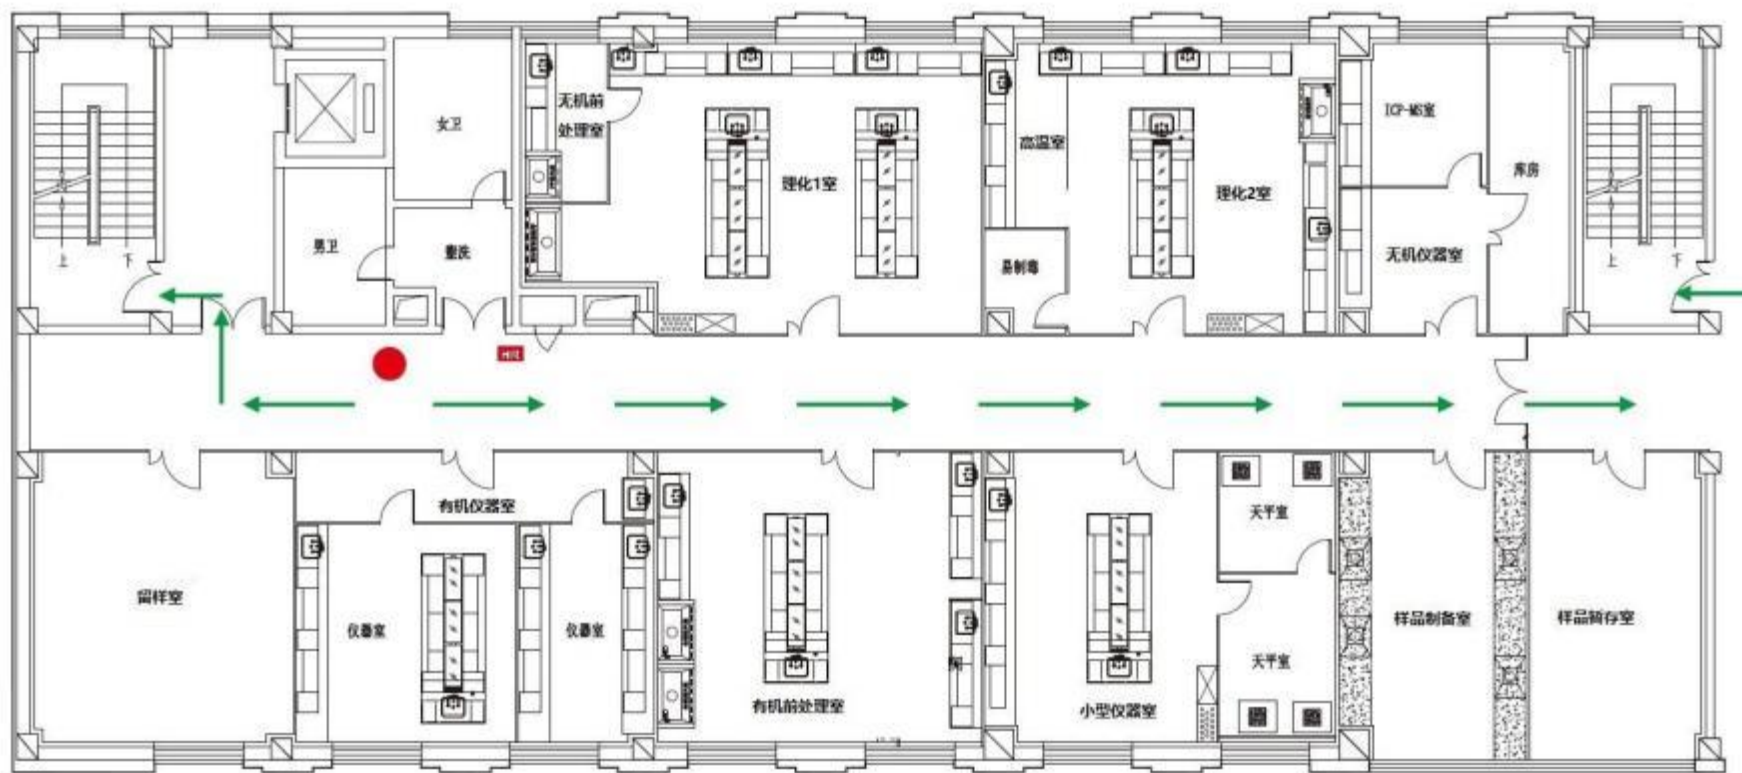 无机前
处理室
女卫
ICP-MS室
高温室
库房
理化1室
理化2室
男卫
盥洗
无机仪器室
易制毒
上
下
上
下
有机仪器室
天平室
留样室
仪器室
仪器室
样品制备室
样品暂存室
天平室
有机前处理室
小型仪器室